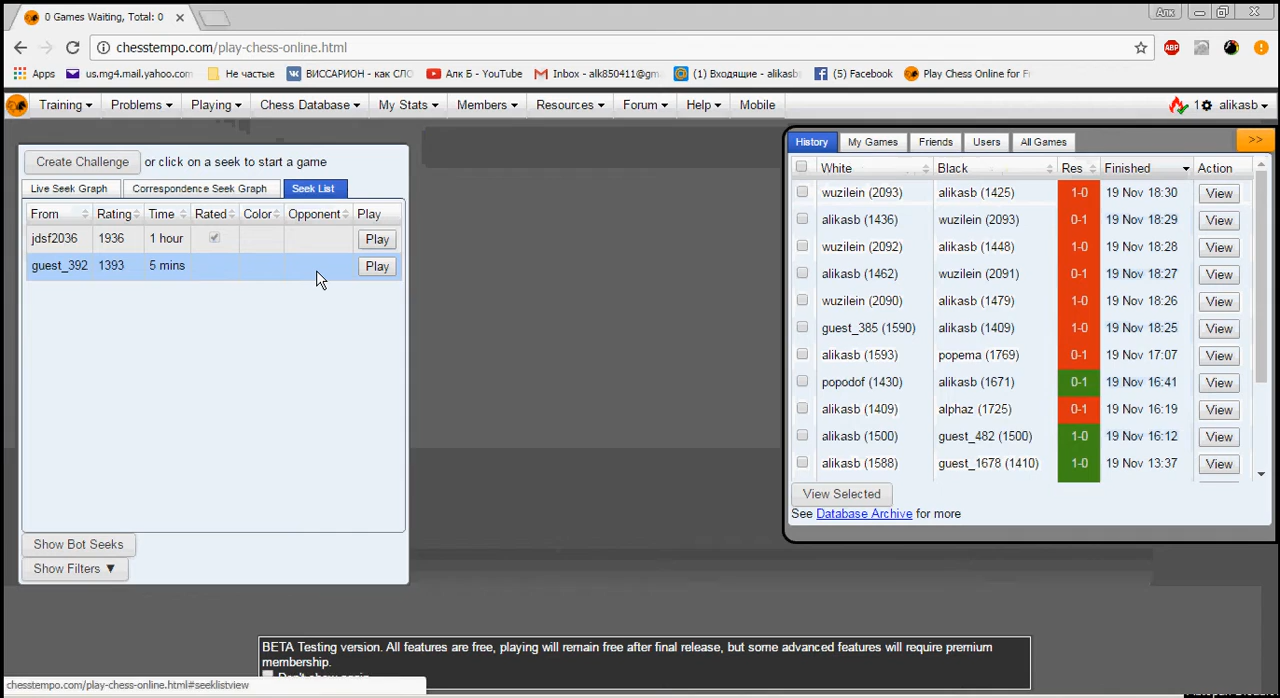 0 Games Waiting, Total: 0
Алк
chesstempo.com/play-chess-online.html
ABP
Apps us.mg4.mail.yahoo.com Не частые ВИССАРИОН - как СЛО Алк Б - YouTube Inbox - alk850411@gm (1) Входящие - alikasb (5) Facebook Play Chess Online for Fr
Training Problems Playing Chess Database My Stats Members Resources Forum Help Mobile 1 alikasb
Create Challenge or click on a seek to start a game
Live Seek Graph Correspondence Seek Graph Seek List
From Rating Time Rated Color Opponent Play
jdsf2036 1936 1 hour Play
guest_392 1393 5 mins Play
Show Bot Seeks
Show Filters ▼
History My Games Friends Users All Games >>
White Black Res Finished Action
wuzilein (2093) alikasb (1425) 1-0 19 Nov 18:30 View
alikasb (1436) wuzilein (2093) 0-1 19 Nov 18:29 View
wuzilein (2092) alikasb (1448) 1-0 19 Nov 18:28 View
alikasb (1462) wuzilein (2091) 0-1 19 Nov 18:27 View
wuzilein (2090) alikasb (1479) 1-0 19 Nov 18:26 View
guest_385 (1590) alikasb (1409) 1-0 19 Nov 18:25 View
alikasb (1593) popema (1769) 0-1 19 Nov 17:07 View
popodof (1430) alikasb (1671) 0-1 19 Nov 16:41 View
alikasb (1409) alphaz (1725) 0-1 19 Nov 16:19 View
alikasb (1500) guest_482 (1500) 1-0 19 Nov 16:12 View
alikasb (1588) guest_1678 (1410) 1-0 19 Nov 13:37 View
View Selected
See Database Archive for more
BETA Testing version. All features are free, playing will remain free after final release, but some advanced features will require premium
membership.
Don't show again
chesstempo.com/play-chess-online.html#seeklistview